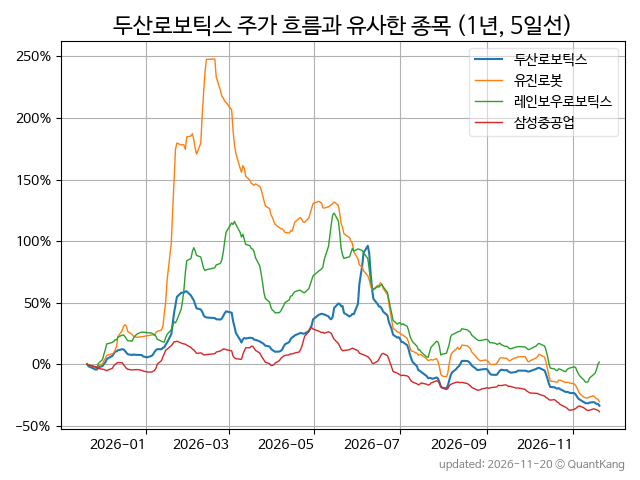 두산로보틱스 주가 흐름과 유사한 종목 (1년, 5일선)
두산로보틱스
유진로봇
레인보우로보틱스
삼성중공업
250%
200%
150%
100%
50%
0%
−50%
2026-01
2026-03
2026-05
2026-07
2026-09
2026-11
updated: 2026-11-20 © QuantKang